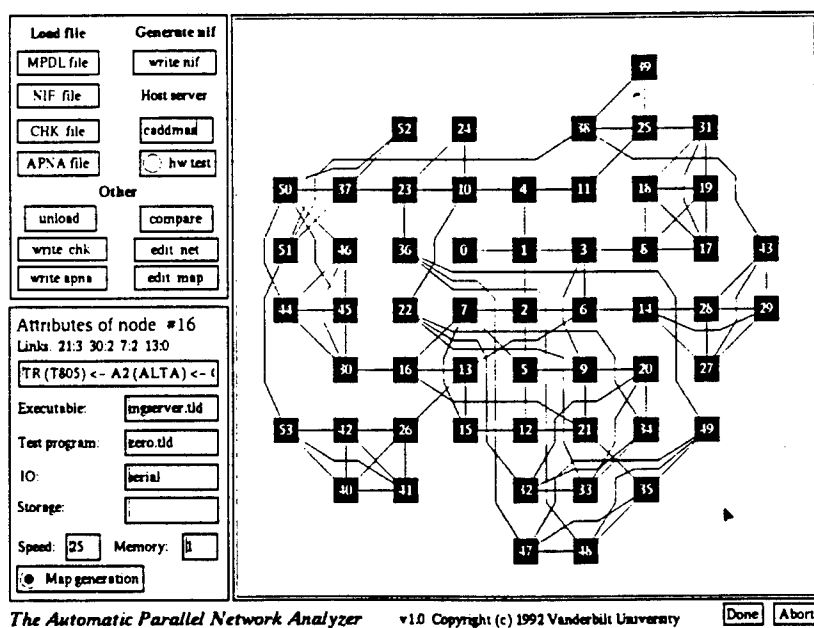 Load file
Generate nif
MPDL file
write nif
NIF file
Host server
CHK file
caddmas
APNA file
hw test
Other
unload
compare
write chk
edit net
write apna
edit map
Attributes of node #16
Links. 21:3 30:2 7:2 13:0
TR (T805) <- A2 (ALTA) <- (
Executable:
mgserver.tld
Test program:
zero.tld
IO:
serial
Storage:
Speed: 25 Memory: 1
Map generation
39
52 24 38 25 31
50 37 23 10 4 11 18 19
51 46 36 0 1 3 8 17 43
44 45 22 7 2 6 14 28 29
30 16 13 5 9 20 27
53 42 26 15 12 21 34 49
40 41 32 33 35
47 48
The Automatic Parallel Network Analyzer
v1.0 Copyright (c) 1992 Vanderbilt University
Done
Abort